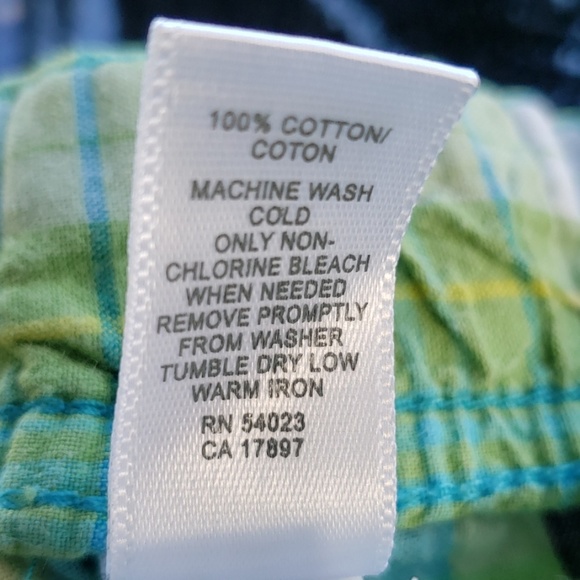 100% COTTON/
COTON
MACHINE WASH
COLD
ONLY NON-
CHLORINE BLEACH
WHEN NEEDED
REMOVE PROMPTLY
FROM WASHER
TUMBLE DRY LOW
WARM IRON
RN 54023
CA 17897